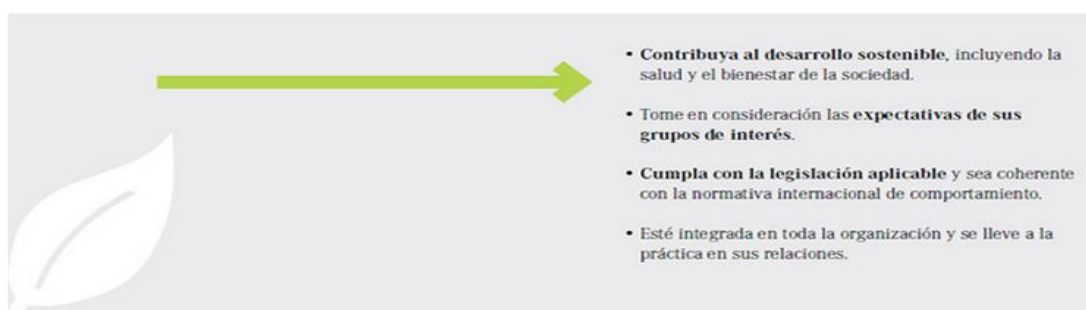 • Contribuya al desarrollo sostenible, incluyendo la
salud y el bienestar de la sociedad.
• Tome en consideración las expectativas de sus
grupos de interés.
• Cumpla con la legislación aplicable y sea coherente
con la normativa internacional de comportamiento.
• Esté integrada en toda la organización y se lleve a la
práctica en sus relaciones.